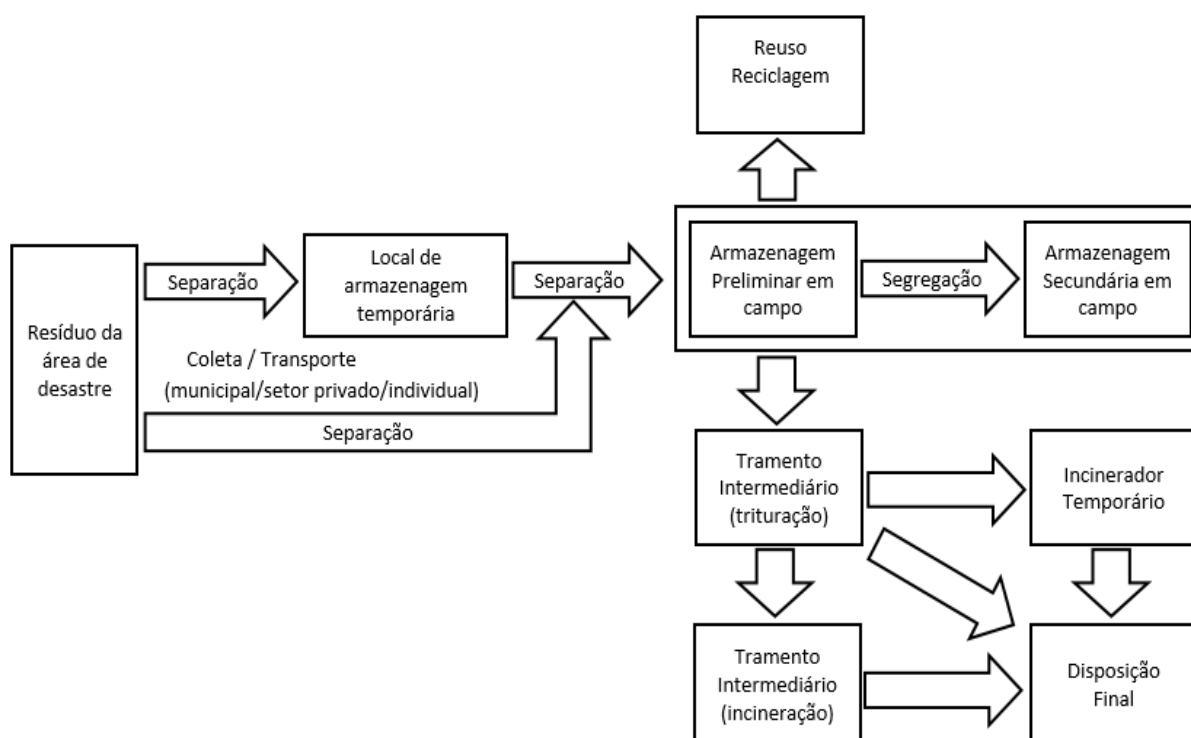 Reuso
Reciclagem
Resíduo da
área de
desastre
Separação
Local de
armazenagem
temporária
Separação
Armazenagem
Preliminar em
campo
Segregação
Armazenagem
Secundária em
campo
Coleta / Transporte
(municipal/setor privado/individual)
Separação
Tramento
Intermediário
(trituração)
Incinerador
Temporário
Tramento
Intermediário
(incineração)
Disposição
Final